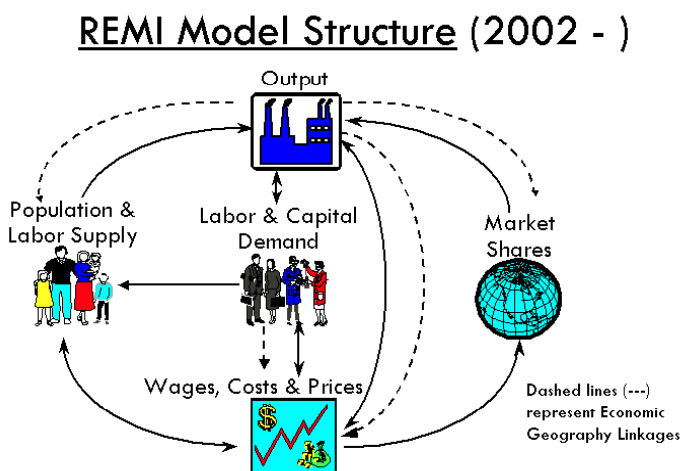 REMI Model Structure (2002 - )
Output
Population &
Labor Supply
Labor & Capital
Demand
Market
Shares
Wages, Costs & Prices
$
Dashed lines (---)
represent Economic
Geography Linkages